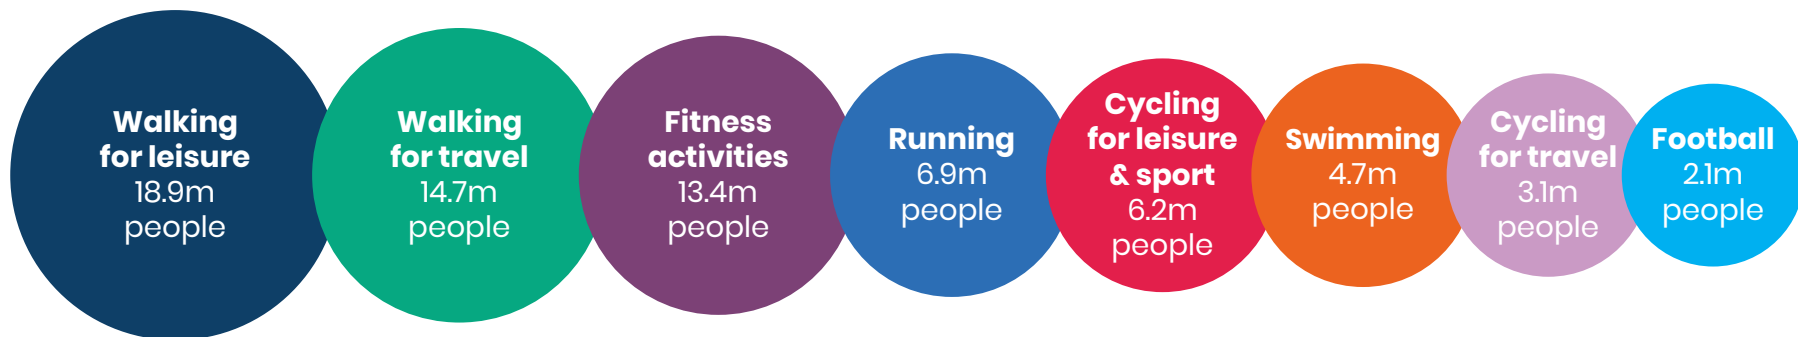 Walking
for leisure
18.9m
people
Walking
for travel
14.7m
people
Fitness
activities
13.4m
people
Running
6.9m
people
Cycling
for leisure
& sport
6.2m
people
Swimming
4.7m
people
Cycling
for travel
3.1m
people
Football
2.1m
people